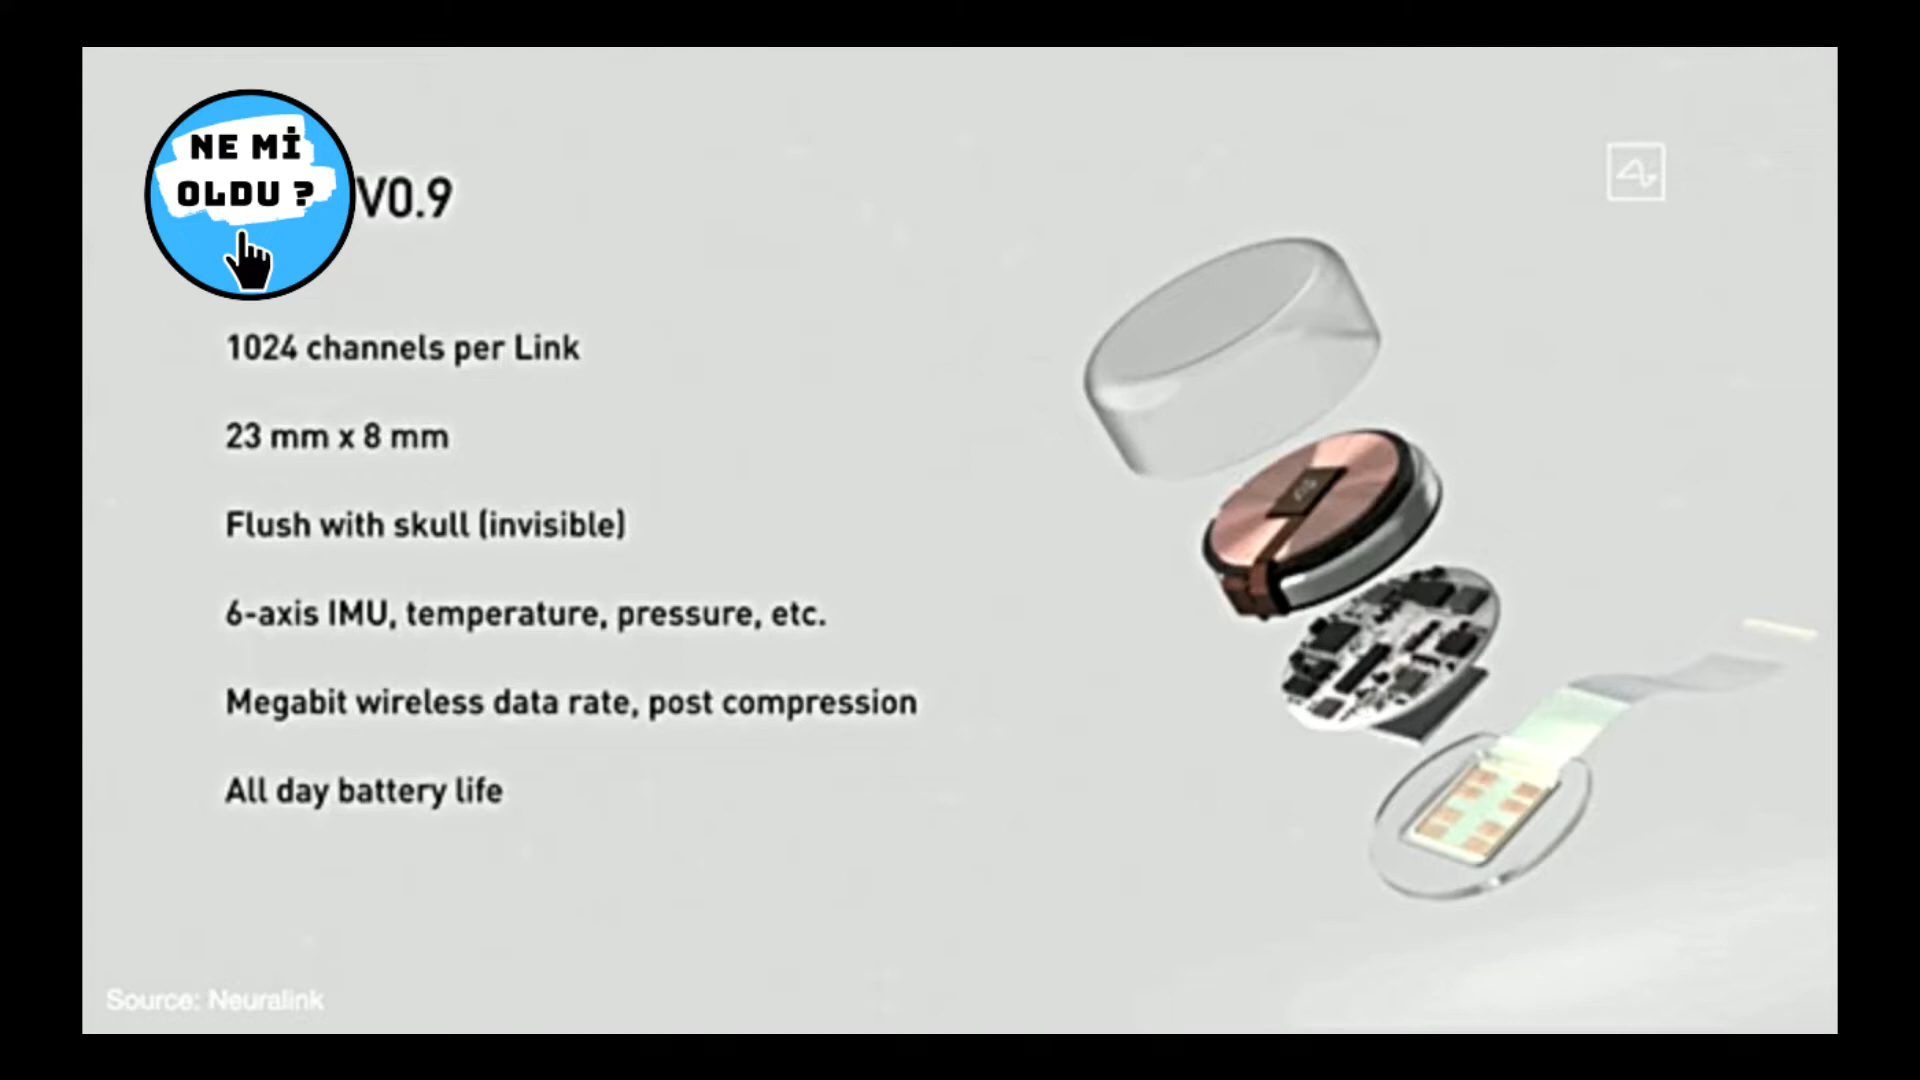 NE Mİ
OLDU ?
V0.9
1024 channels per Link
23 mm x 8 mm
Flush with skull (invisible)
6-axis IMU, temperature, pressure, etc.
Megabit wireless data rate, post compression
All day battery life
Source: Neuralink